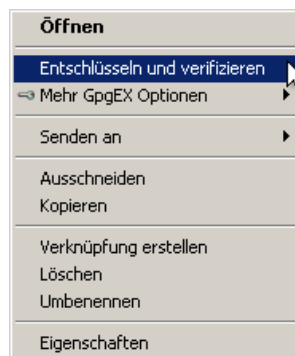 Öffnen
Entschlüsseln und verifizieren
Mehr GpgEX Optionen
Senden an
Ausschneiden
Kopieren
Verknüpfung erstellen
Löschen
Umbenennen
Eigenschaften